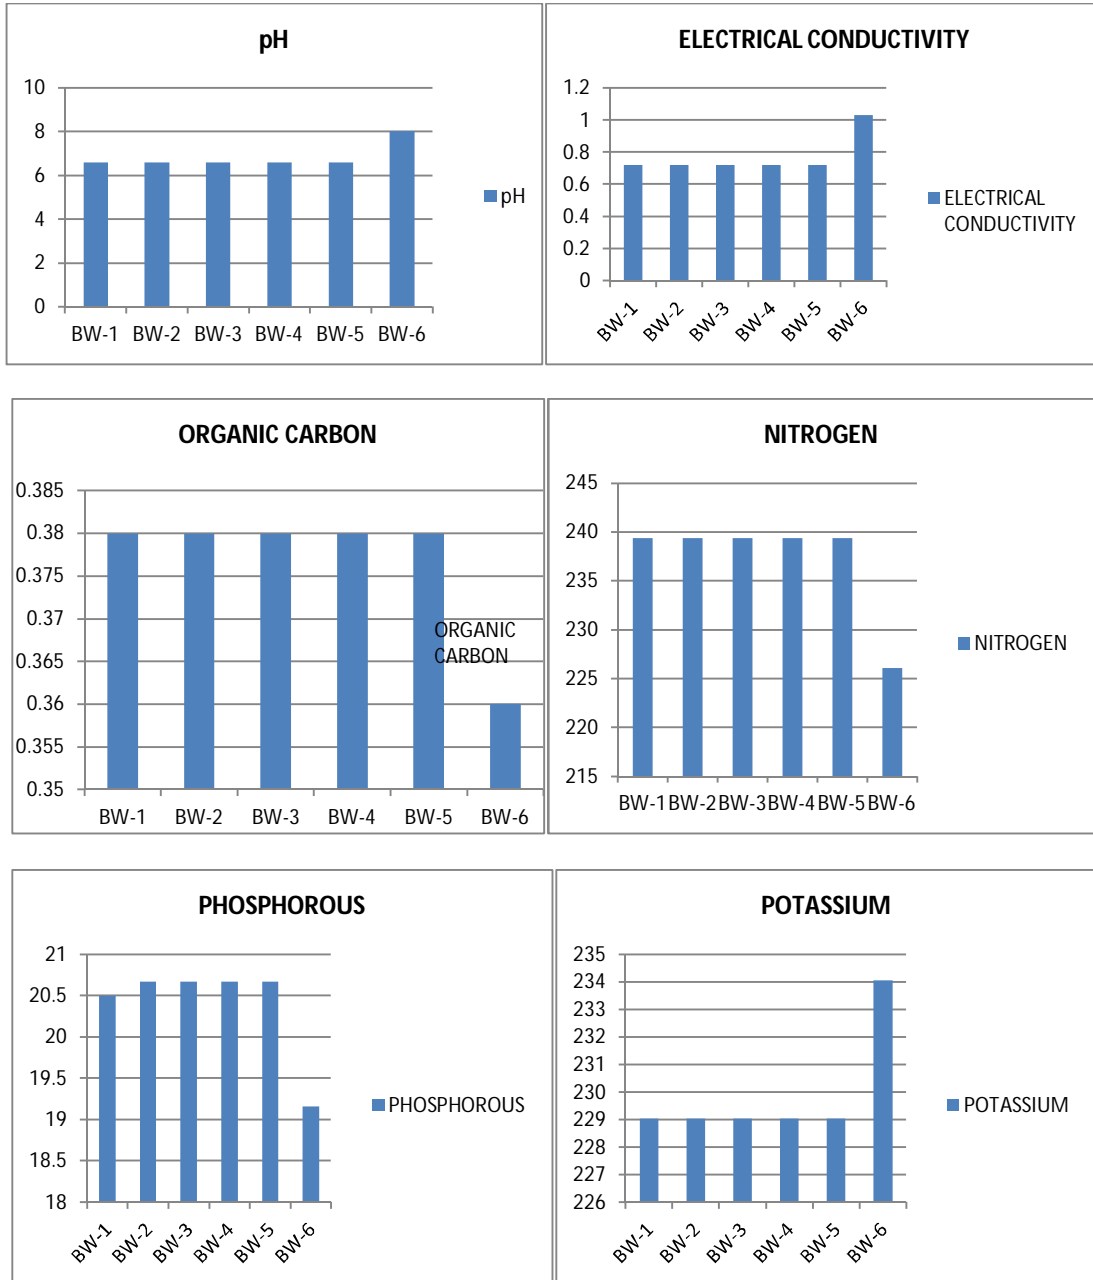 pH
10
8
6
4
2
0
BW-1 BW-2 BW-3 BW-4 BW-5 BW-6
pH
ELECTRICAL CONDUCTIVITY
1.2
1
0.8
0.6
0.4
0.2
0
BW-1 BW-2 BW-3 BW-4 BW-5 BW-6
ELECTRICAL
CONDUCTIVITY
ORGANIC CARBON
0.385
0.38
0.375
0.37
0.365
0.36
0.355
0.35
BW-1 BW-2 BW-3 BW-4 BW-5 BW-6
ORGANIC
CARBON
NITROGEN
245
240
235
230
225
220
215
BW-1 BW-2 BW-3 BW-4 BW-5 BW-6
NITROGEN
PHOSPHOROUS
21
20.5
20
19.5
19
18.5
18
BW-1 BW-2 BW-3 BW-4 BW-5 BW-6
PHOSPHOROUS
POTASSIUM
235
234
233
232
231
230
229
228
227
226
BW-1 BW-2 BW-3 BW-4 BW-5 BW-6
POTASSIUM